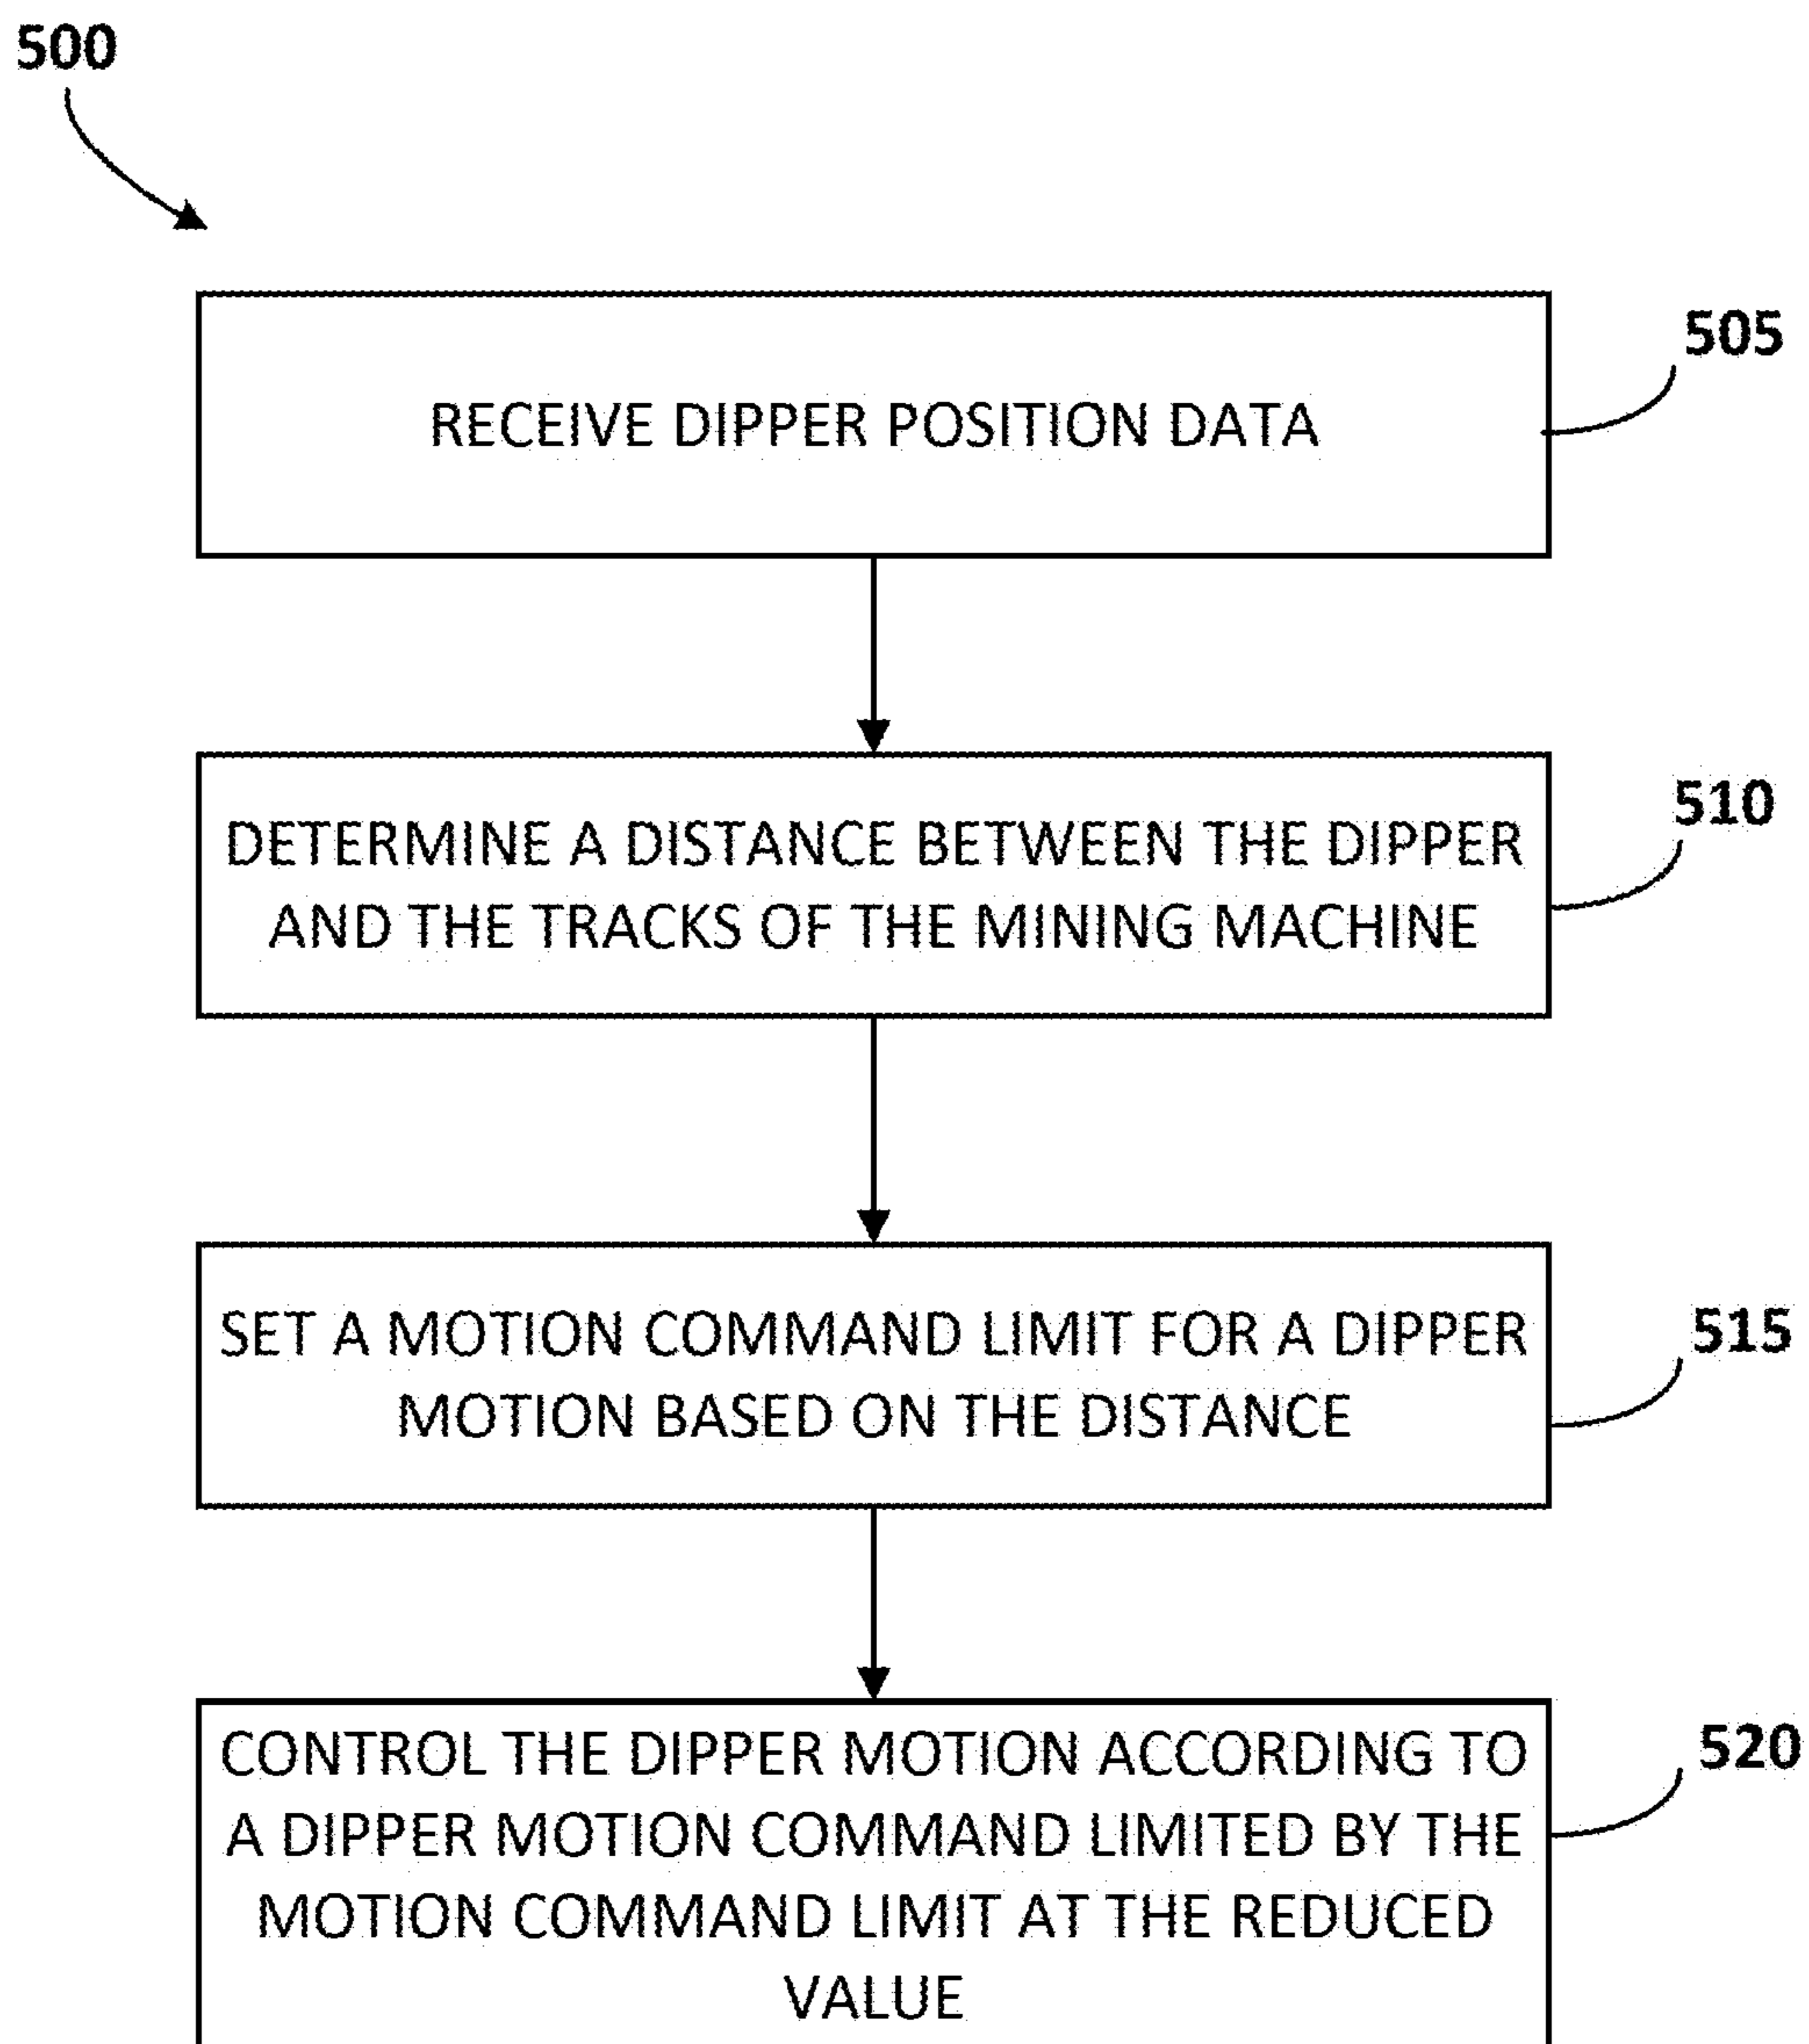 500
505
RECEIVE DIPPER POSITION DATA
510
DETERMINE A DISTANCE BETWEEN THE DIPPER
AND THE TRACKS OF THE MINING MACHINE
515
SET A MOTION COMMAND LIMIT FOR A DIPPER
MOTION BASED ON THE DISTANCE
520
CONTROL THE DIPPER MOTION ACCORDING TO
A DIPPER MOTION COMMAND LIMITED BY THE
MOTION COMMAND LIMIT AT THE REDUCED
VALUE